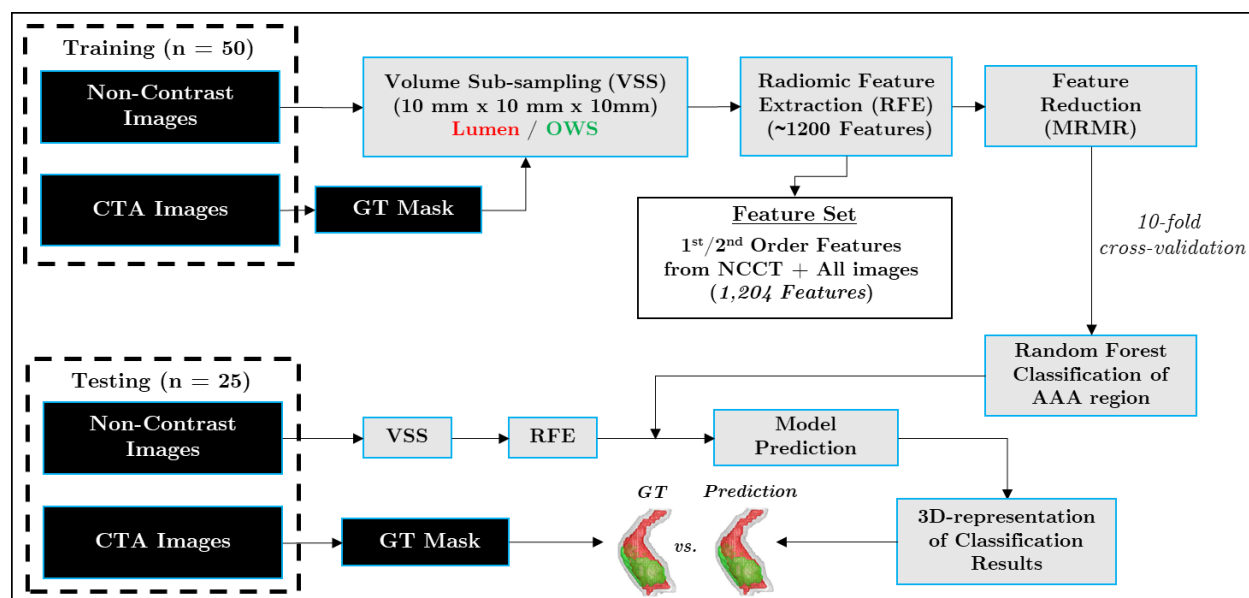 Training (n = 50)
Non-Contrast
Images
CTA Images
GT Mask
Volume Sub-sampling (VSS)
(10 mm x 10 mm x 10mm)
Lumen / OWS
Radiomic Feature
Extraction (RFE)
(~1200 Features)
Feature
Reduction
(MRMR)
Feature Set
1st/2nd Order Features
from NCCT + All images
(1,204 Features)
10-fold
cross-validation
Random Forest
Classification of
AAA region
Testing (n = 25)
Non-Contrast
Images
VSS
RFE
Model
Prediction
CTA Images
GT Mask
GT
vs.
Prediction
3D-representation
of Classification
Results